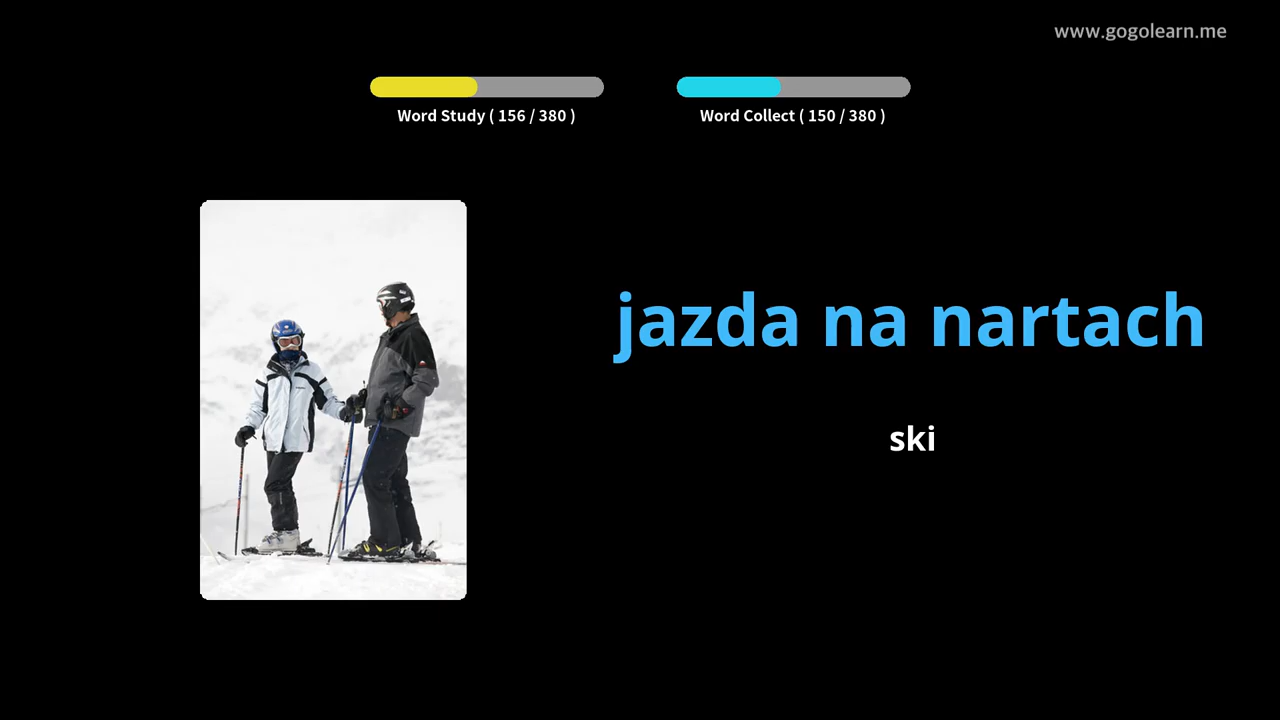 www.gogolearn.me
Word Study ( 156 / 380 )
Word Collect ( 150 / 380 )
jazda na nartach
ski